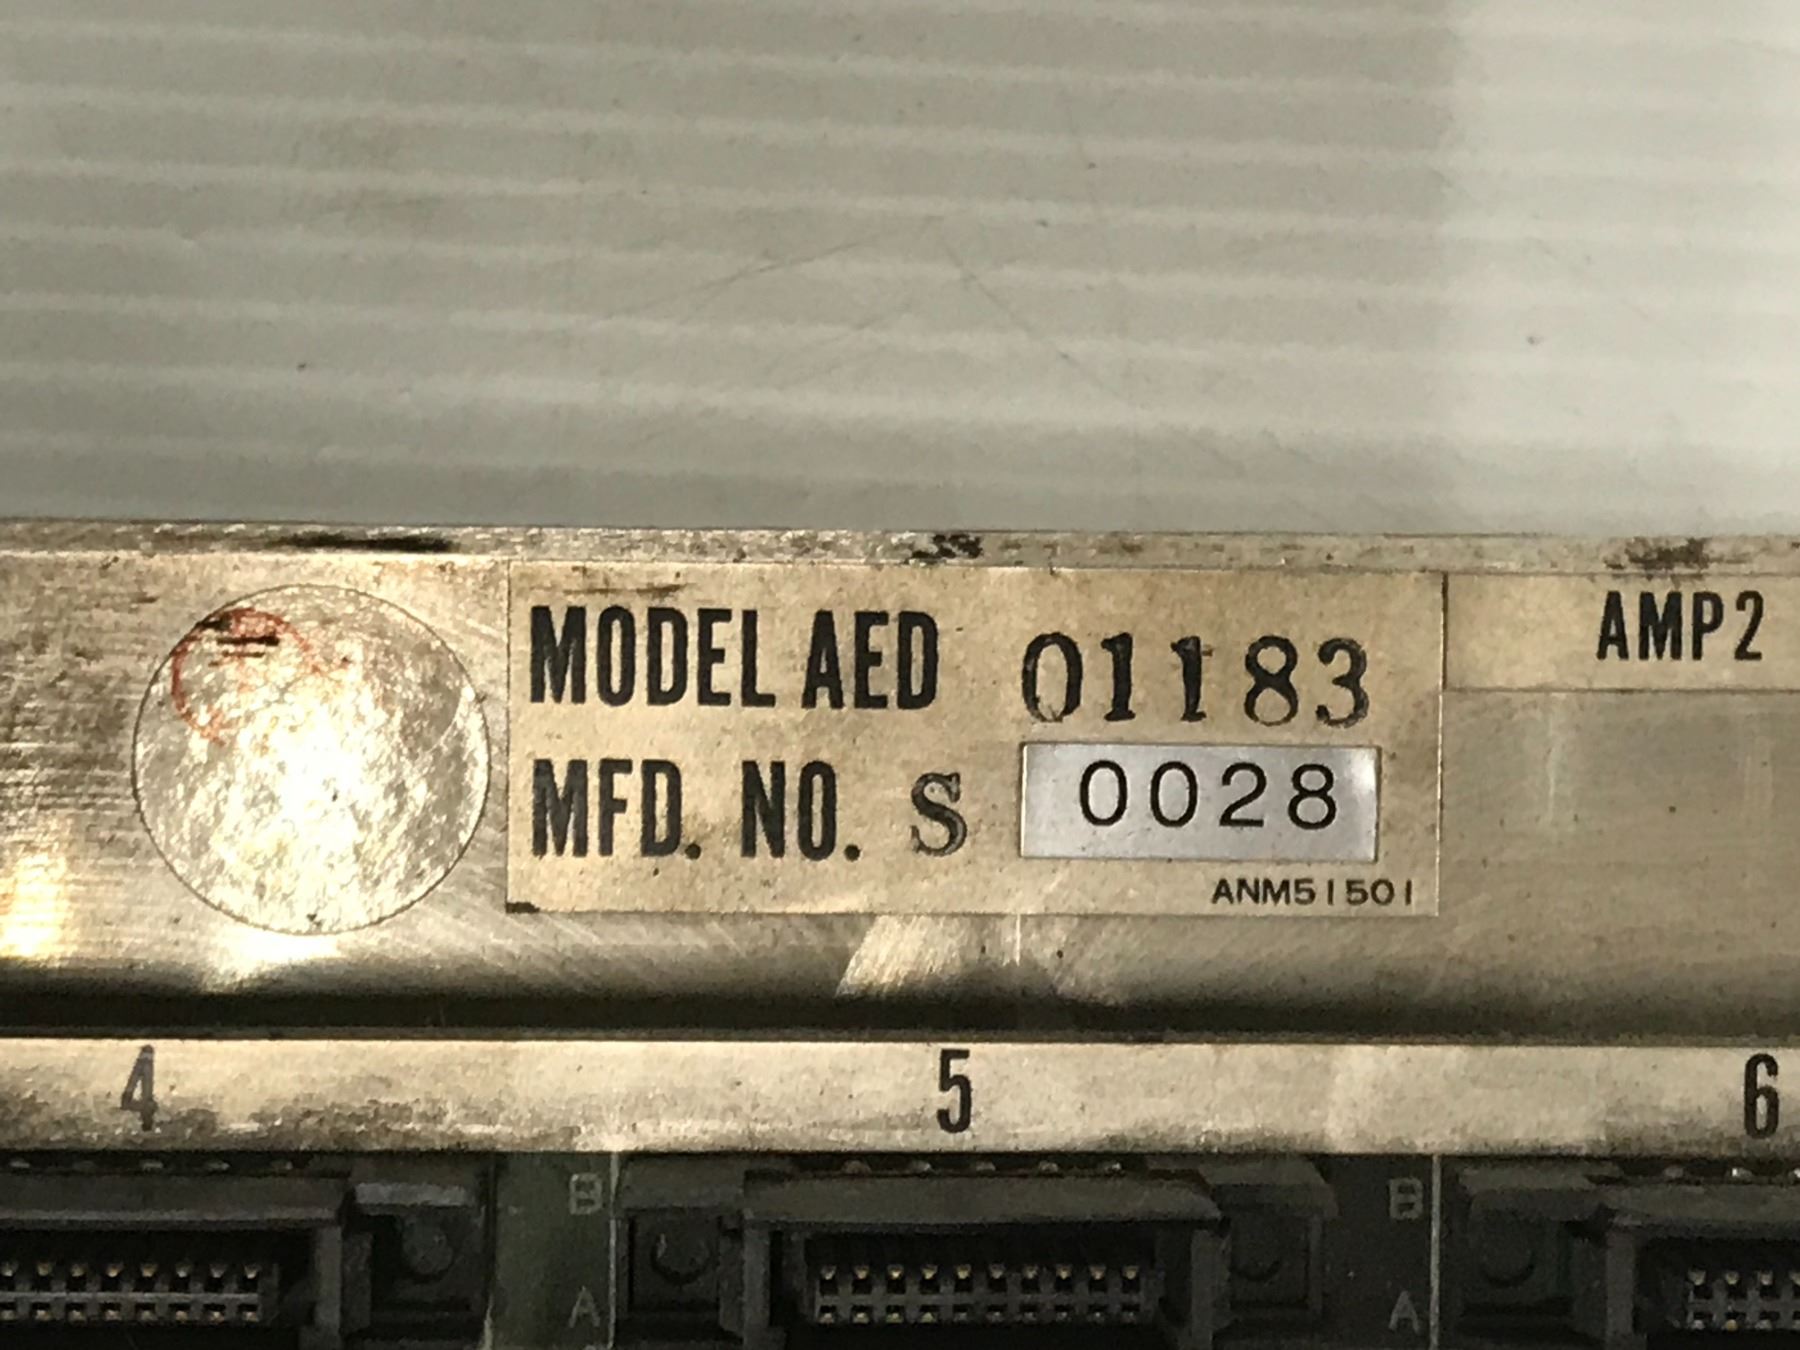 MODEL AED 01183
AMP2
MFD. NO. S 0028
ANM51501
4 5 6
B B
A A